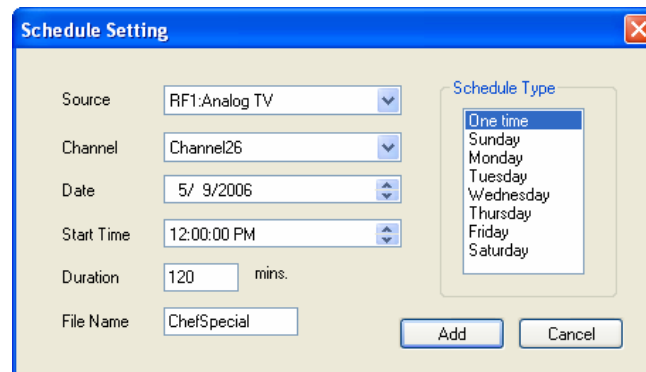 Schedule Setting
Source RF1:Analog TV
Channel Channel26
Date 5/ 9/2006
Start Time 12:00:00 PM
Duration 120 mins.
File Name ChefSpecial
Schedule Type
One time
Sunday
Monday
Tuesday
Wednesday
Thursday
Friday
Saturday
Add Cancel